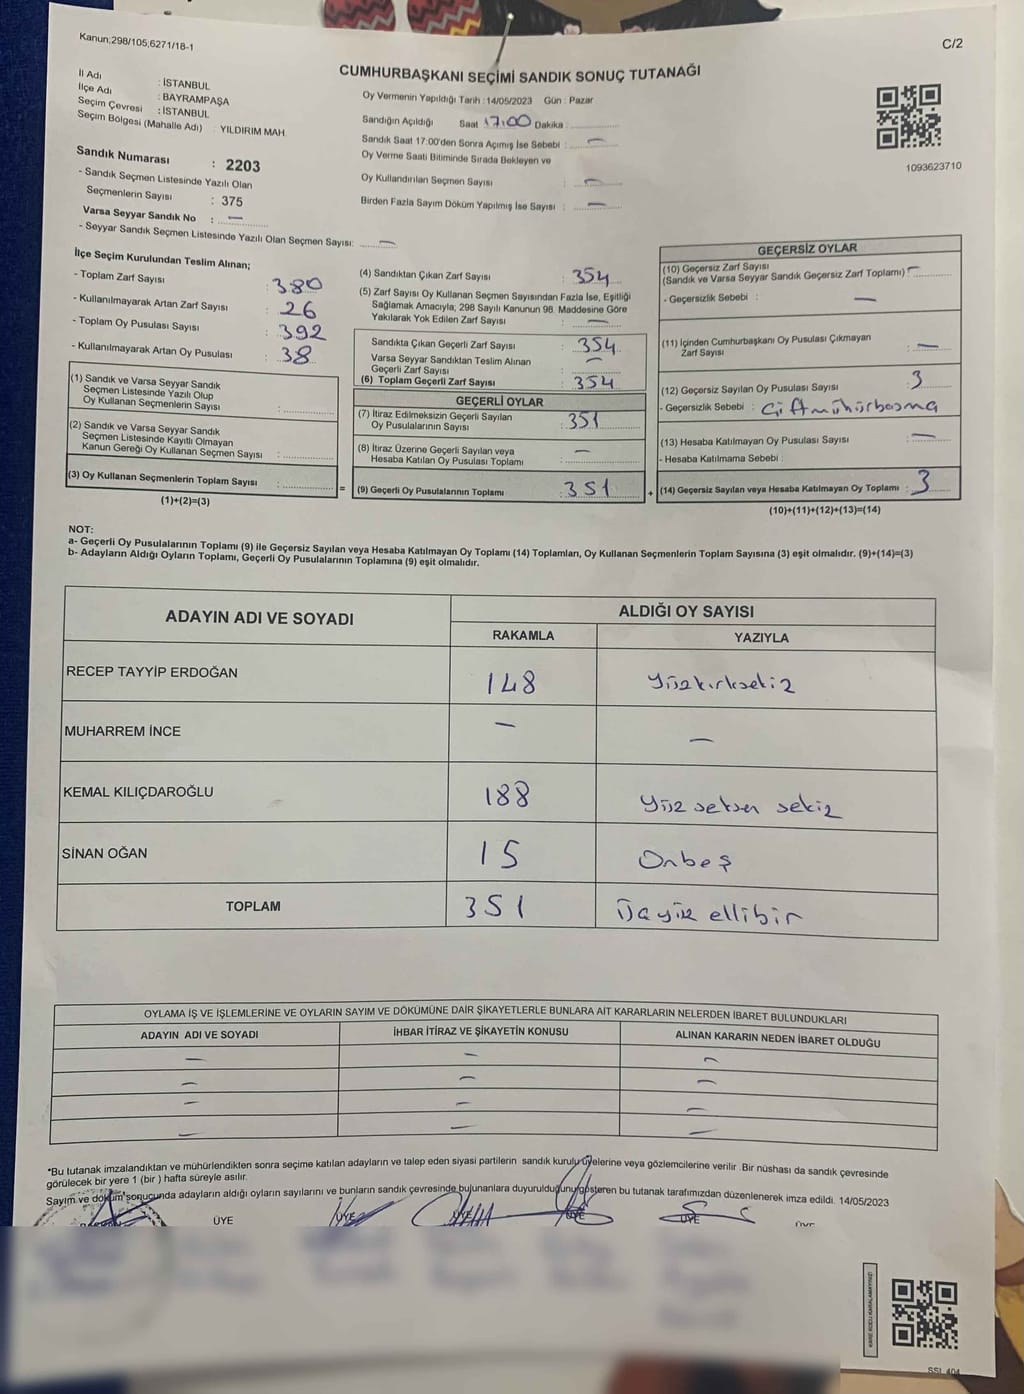 Kanun;298/105;6271/18-1
C/2
CUMHURBAŞKANI SEÇİMİ SANDIK SONUÇ TUTANAĞI
İl Adı : İSTANBUL
İlçe Adı : BAYRAMPAŞA
Seçim Çevresi : İSTANBUL
Seçim Bölgesi (Mahalle Adı) : YILDIRIM MAH.
Sandık Numarası : 2203
- Sandık Seçmen Listesinde Yazılı Olan
Seçmenlerin Sayısı : 375
Varsa Seyyar Sandık No : —
- Seyyar Sandık Seçmen Listesinde Yazılı Olan Seçmen Sayısı: —
Oy Vermenin Yapıldığı Tarih :14/05/2023 Gün : Pazar
Sandığın Açıldığı Saat 17:00 Dakika :
Sandık Saat 17:00'den Sonra Açımış İse Sebebi : —
Oy Verme Saati Bitiminde Sırada Bekleyen ve
Oy Kullandırılan Seçmen Sayısı : —
Birden Fazla Sayım Döküm Yapılmış İse Sayısı : —
1093623710
İlçe Seçim Kurulundan Teslim Alınan;
- Toplam Zarf Sayısı : 380
- Kullanılmayarak Artan Zarf Sayısı : 26
- Toplam Oy Pusulası Sayısı : 392
- Kullanılmayarak Artan Oy Pusulası : 38
(1) Sandık ve Varsa Seyyar Sandık
Seçmen Listesinde Yazılı Olup
Oy Kullanan Seçmenlerin Sayısı :
(2) Sandık ve Varsa Seyyar Sandık
Seçmen Listesinde Kayıtlı Olmayan
Kanun Gereği Oy Kullanan Seçmen Sayısı :
(3) Oy Kullanan Seçmenlerin Toplam Sayısı :
(1)+(2)=(3)
(4) Sandıktan Çıkan Zarf Sayısı : 354
(5) Zarf Sayısı Oy Kullanan Seçmen Sayısından Fazla İse, Eşitliği
Sağlamak Amacıyla; 298 Sayılı Kanunun 98. Maddesine Göre
Yakılarak Yok Edilen Zarf Sayısı : —
Sandıkta Çıkan Geçerli Zarf Sayısı : 354
Varsa Seyyar Sandıktan Teslim Alınan
Geçerli Zarf Sayısı : —
(6) Toplam Geçerli Zarf Sayısı : 354
GEÇERLİ OYLAR
(7) İtiraz Edilmeksizin Geçerli Sayılan
Oy Pusulalarının Sayısı : 351
(8) İtiraz Üzerine Geçerli Sayılan veya
Hesaba Katılan Oy Pusulası Toplamı : —
= (9) Geçerli Oy Pusulalarının Toplamı : 351 +
GEÇERSİZ OYLAR
(10) Geçersiz Zarf Sayısı
(Sandık ve Varsa Seyyar Sandık Geçersiz Zarf Toplamı) : —
- Geçersizlik Sebebi : —
(11) İçinden Cumhurbaşkanı Oy Pusulası Çıkmayan
Zarf Sayısı : —
(12) Geçersiz Sayılan Oy Pusulası Sayısı : 3
- Geçersizlik Sebebi : Çift mühür basma
(13) Hesaba Katılmayan Oy Pusulası Sayısı : —
- Hesaba Katılmama Sebebi :
(14) Geçersiz Sayılan veya Hesaba Katılmayan Oy Toplamı : 3
(10)+(11)+(12)+(13)=(14)
NOT:
a- Geçerli Oy Pusulalarının Toplamı (9) ile Geçersiz Sayılan veya Hesaba Katılmayan Oy Toplamı (14) Toplamları, Oy Kullanan Seçmenlerin Toplam Sayısına (3) eşit olmalıdır. (9)+(14)=(3)
b- Adayların Aldığı Oyların Toplamı, Geçerli Oy Pusulalarının Toplamına (9) eşit olmalıdır.
ADAYIN ADI VE SOYADI ALDIĞI OY SAYISI
RAKAMLA YAZIYLA
RECEP TAYYİP ERDOĞAN 148 Yüzkırksekiz
MUHARREM İNCE — —
KEMAL KILIÇDAROĞLU 188 Yüz seksen sekiz
SİNAN OĞAN 15 Onbeş
TOPLAM 351 Üçyüz ellibir
OYLAMA İŞ VE İŞLEMLERİNE VE OYLARIN SAYIM VE DÖKÜMÜNE DAİR ŞİKAYETLERLE BUNLARA AİT KARARLARIN NELERDEN İBARET BULUNDUKLARI
ADAYIN ADI VE SOYADI İHBAR İTİRAZ VE ŞİKAYETİN KONUSU ALINAN KARARIN NEDEN İBARET OLDUĞU
— — —
— — —
— — —
— — —
*Bu tutanak imzalandıktan ve mühürlendikten sonra seçime katılan adayların ve talep eden siyasi partilerin sandık kurulu üyelerine veya gözlemcilerine verilir .Bir nüshası da sandık çevresinde
görülecek bir yere 1 (bir ) hafta süreyle asılır.
Sayım ve döküm sonucunda adayların aldığı oyların sayılarını ve bunların sandık çevresinde bulunanlara duyurulduğunu gösteren bu tutanak tarafımızdan düzenlenerek imza edildi. 14/05/2023
ÜYE ÜYE ÜYE ÜYE ÜYE
KARE KODU KARALAMAYINIZ!
SSL 404